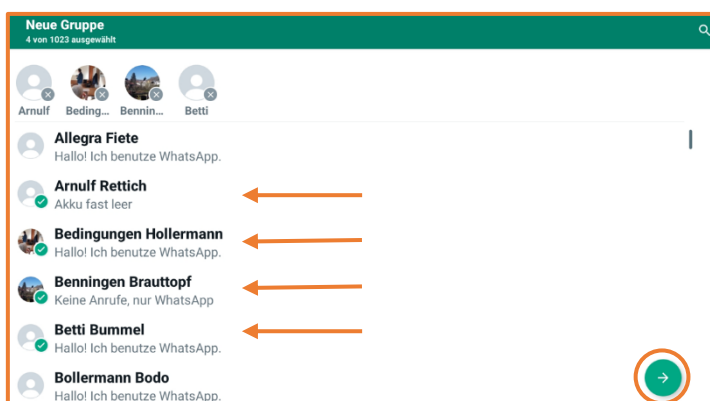 Neue Gruppe
4 von 1023 ausgewählt
Arnulf Beding... Bennin... Betti
Allegra Fiete
Hallo! Ich benutze WhatsApp.
Arnulf Rettich
Akku fast leer
Bedingungen Hollermann
Hallo! Ich benutze WhatsApp.
Benningen Brauttopf
Keine Anrufe, nur WhatsApp
Betti Bummel
Hallo! Ich benutze WhatsApp.
Bollermann Bodo
Hallo! Ich benutze WhatsApp.